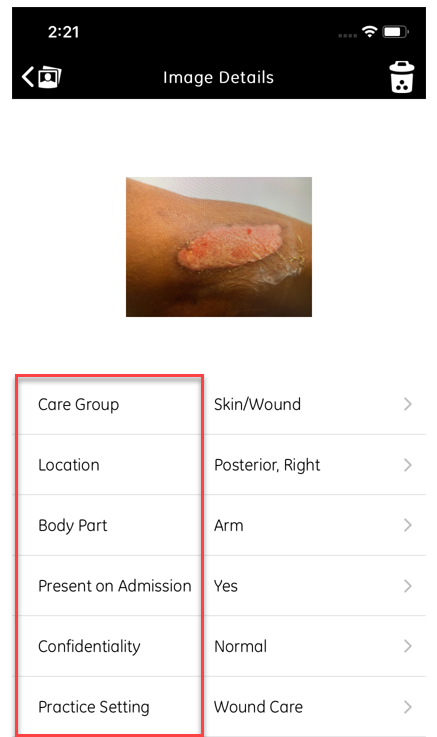 2:21
Image Details
Care Group Skin/Wound
Location Posterior, Right
Body Part Arm
Present on Admission Yes
Confidentiality Normal
Practice Setting Wound Care